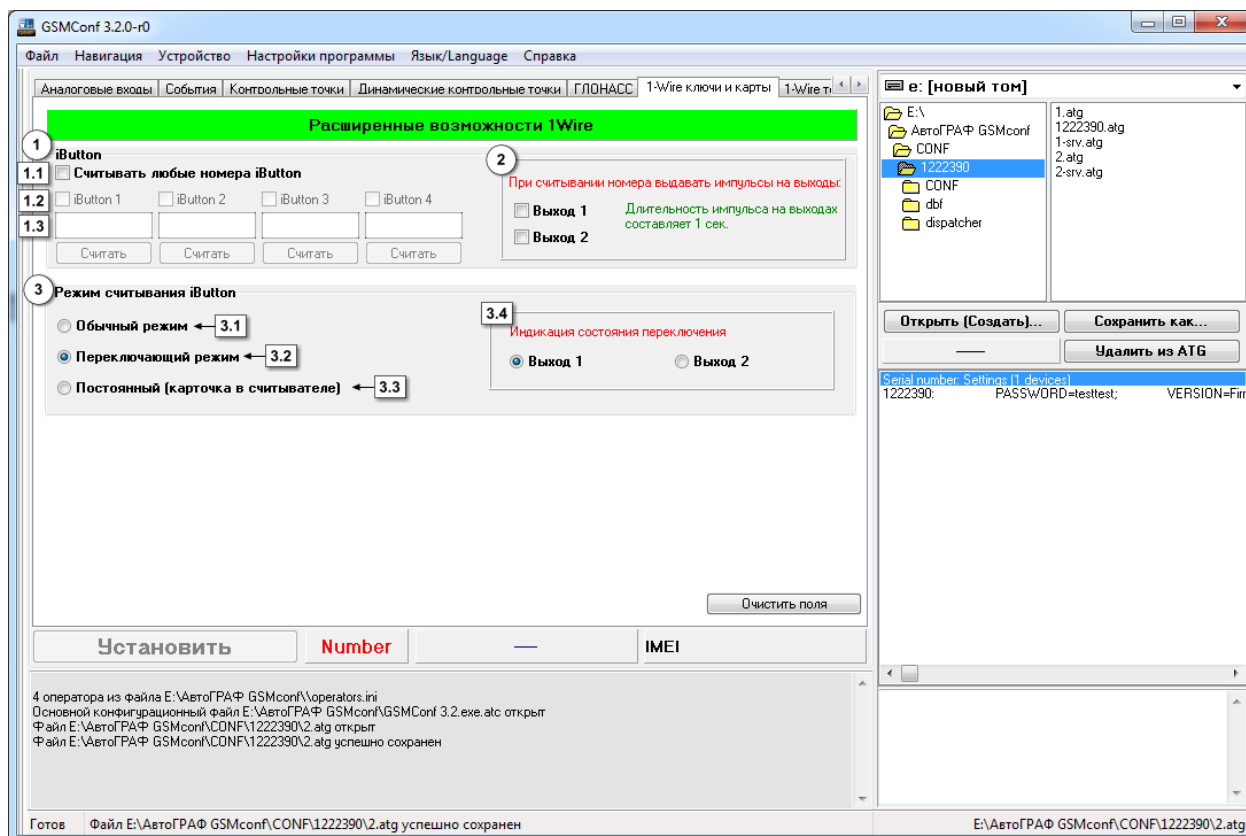 GSMConf 3.2.0-r0
Файл Навигация Устройство Настройки программы Язык/Language Справка
Аналоговые входы События Контрольные точки Динамические контрольные точки ГЛОНАСС 1-Wire ключи и карты 1-Wire
Расширенные возможности 1Wire
1
iButton
1.1 Считывать любые номера iButton
1.2 iButton 1 iButton 2 iButton 3 iButton 4
1.3
Считать Считать Считать Считать
2
При считывании номера выдавать импульсы на выходы:
Выход 1
Выход 2
Длительность импульса на выходах
составляет 1 сек.
3
Режим считывания iButton
Обычный режим 3.1
Переключающий режим 3.2
Постоянный (карточка в считывателе) 3.3
3.4
Индикация состояния переключения
Выход 1 Выход 2
Очистить поля
Установить Number — IMEI
4 оператора из файла E:\АвтоГРАФ GSMconf\\operators.ini
Основной конфигурационный файл E:\АвтоГРАФ GSMconf\GSMConf 3.2.exe.atc открыт
Файл E:\АвтоГРАФ GSMconf\CONF\1222390\2.atg открыт
Файл E:\АвтоГРАФ GSMconf\CONF\1222390\2.atg успешно сохранен
e: [новый том]
E:\
АвтоГРАФ GSMconf
CONF
1222390
CONF
dbf
dispatcher
1.atg
1222390.atg
1-srv.atg
2.atg
2-srv.atg
Открыть (Создать)... Сохранить как...
— Удалить из ATG
Serial number: Settings (1 devices)
1222390: PASSWORD=testtest; VERSION=Firr
Готов Файл E:\АвтоГРАФ GSMconf\CONF\1222390\2.atg успешно сохранен E:\АвтоГРАФ GSMconf\CONF\1222390\2.atg